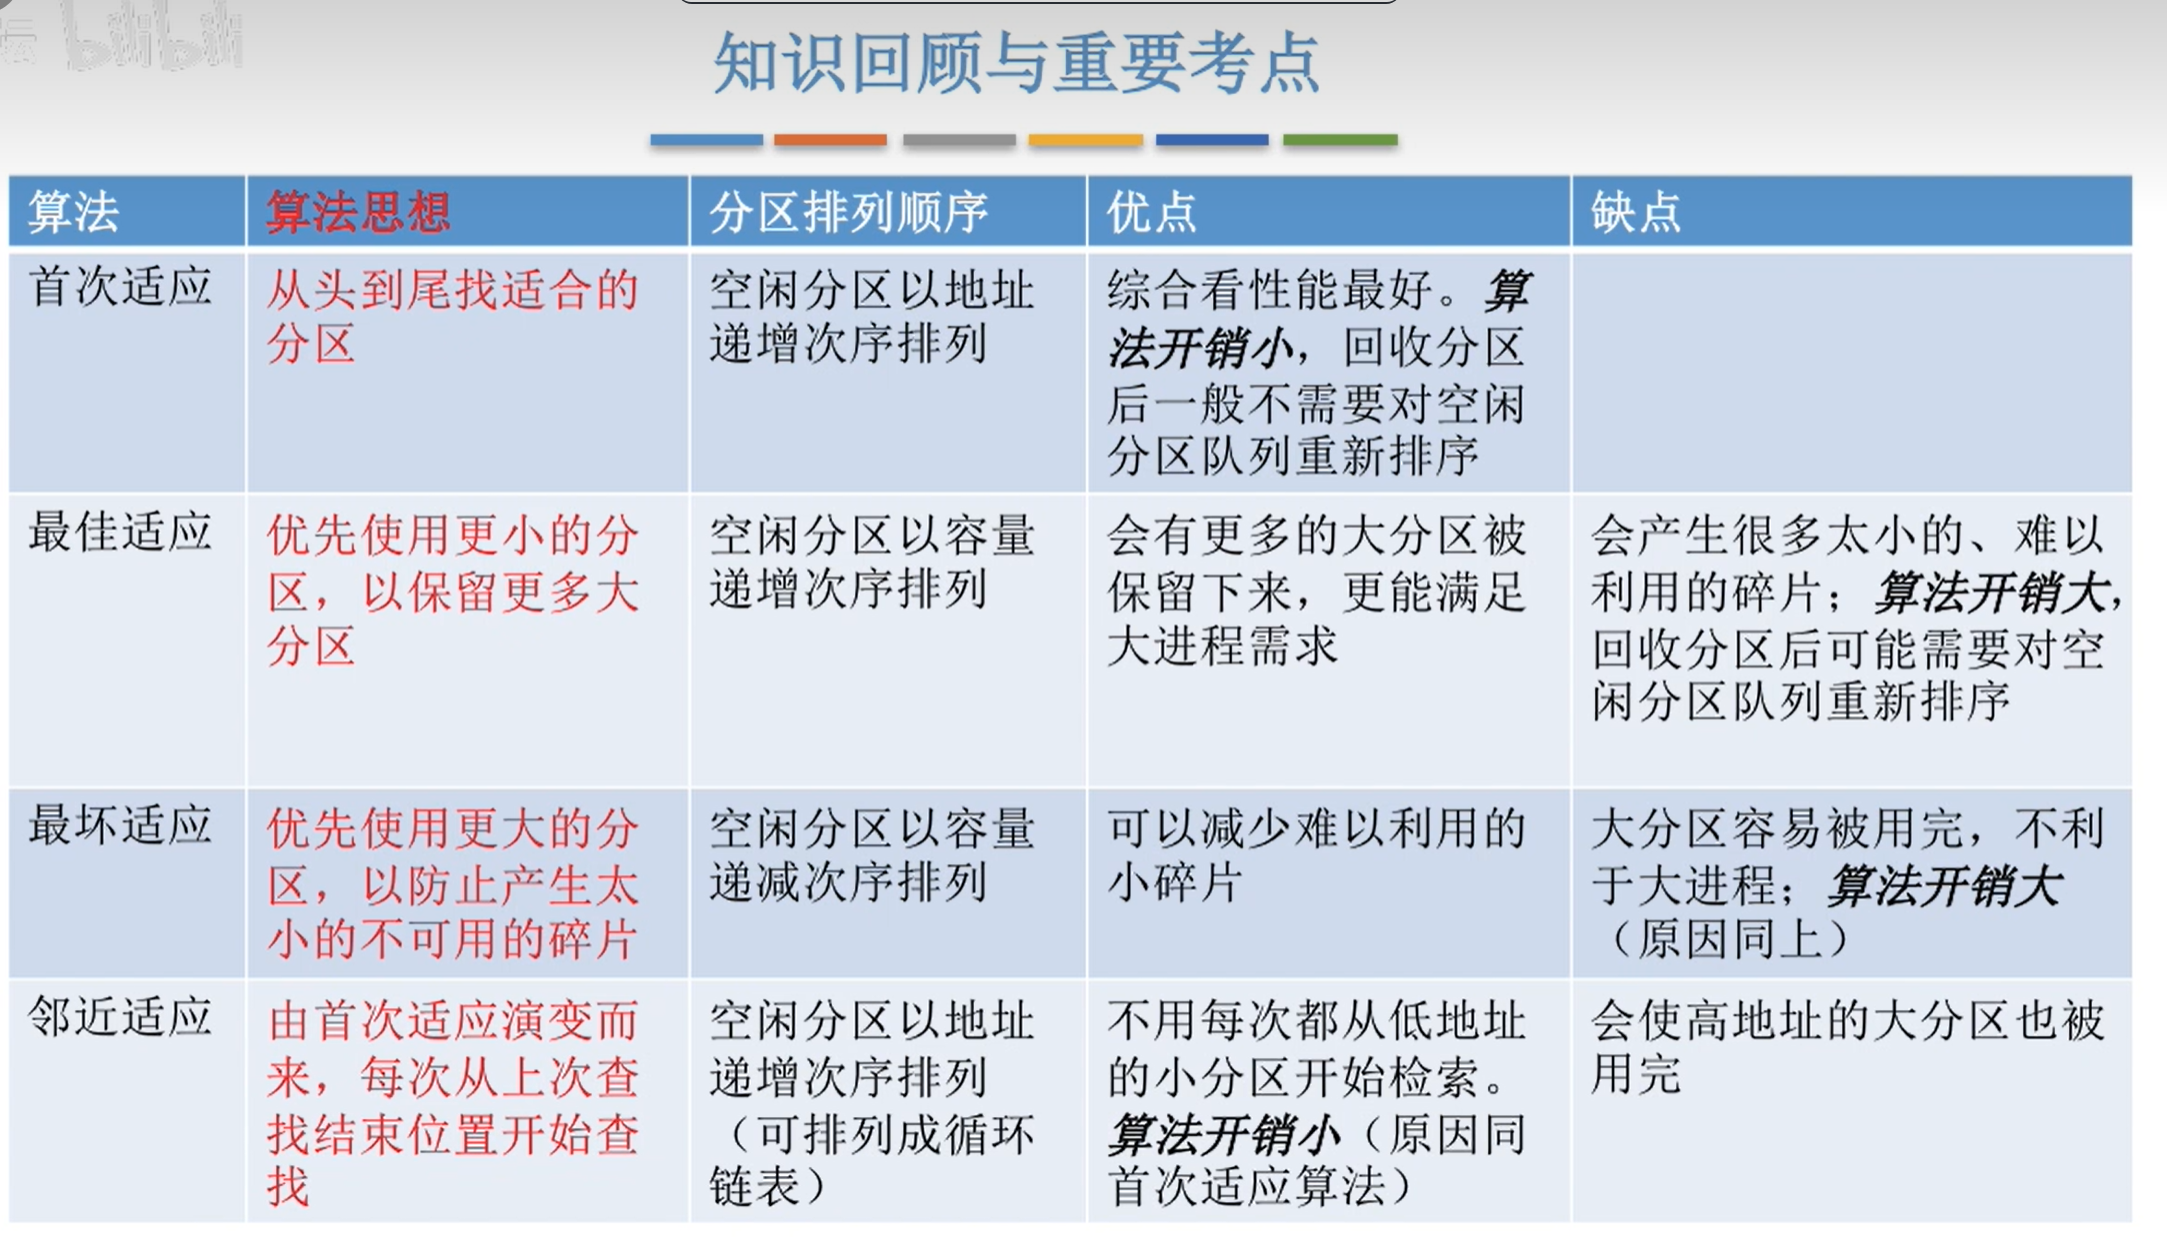 坛 bilibili
知识回顾与重要考点
算法
算法思想
分区排列顺序
优点
缺点
首次适应
从头到尾找适合的
分区
空闲分区以地址
递增次序排列
综合看性能最好。算
法开销小，回收分区
后一般不需要对空闲
分区队列重新排序
最佳适应
优先使用更小的分
区，以保留更多大
分区
空闲分区以容量
递增次序排列
会有更多的大分区被
保留下来，更能满足
大进程需求
会产生很多太小的、难以
利用的碎片；算法开销大，
回收分区后可能需要对空
闲分区队列重新排序
最坏适应
优先使用更大的分
区，以防止产生太
小的不可用的碎片
空闲分区以容量
递减次序排列
可以减少难以利用的
小碎片
大分区容易被用完，不利
于大进程；算法开销大
（原因同上）
邻近适应
由首次适应演变而
来，每次从上次查
找结束位置开始查
找
空闲分区以地址
递增次序排列
（可排列成循环
链表）
不用每次都从低地址
的小分区开始检索。
算法开销小（原因同
首次适应算法）
会使高地址的大分区也被
用完